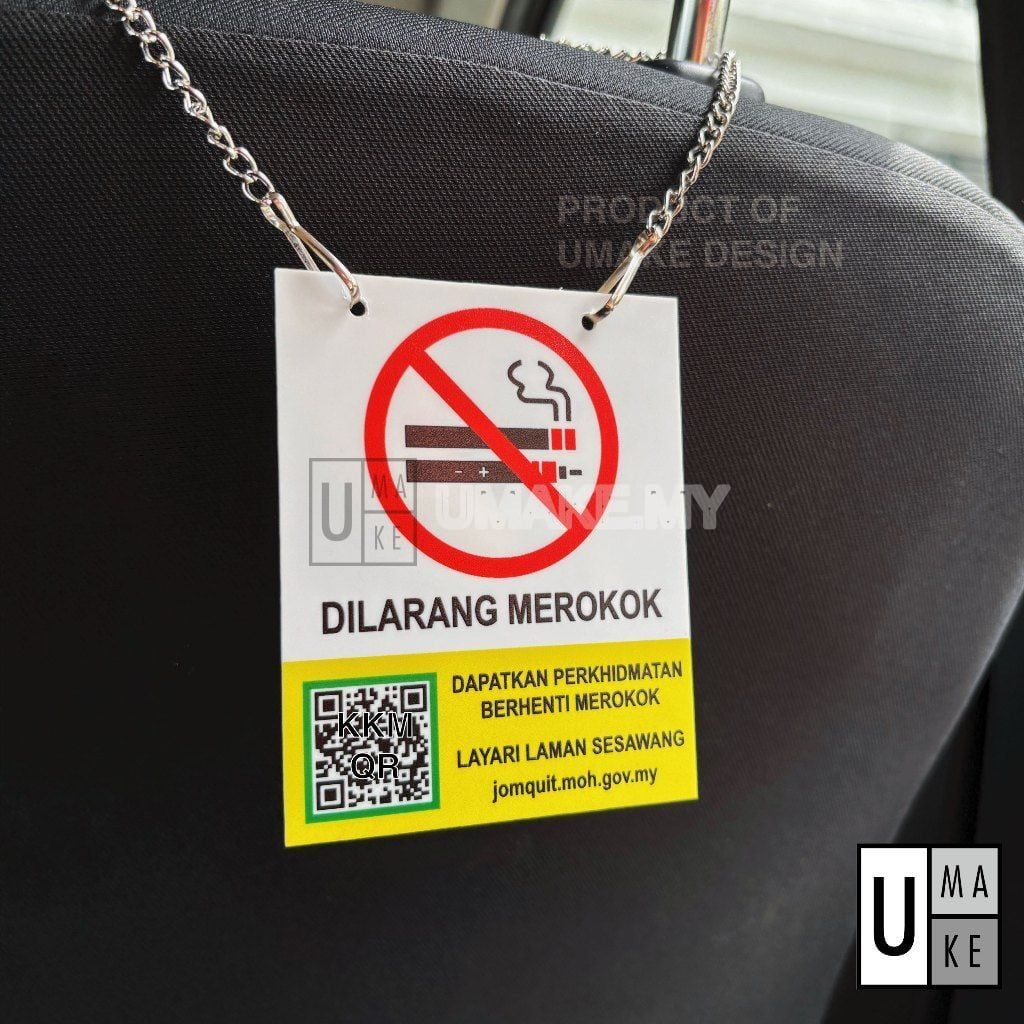 PRODUCT OF
UMAKE DESIGN
- +
U MA KE
UMAKE.MY
DILARANG MEROKOK
KKM
QR
DAPATKAN PERKHIDMATAN
BERHENTI MEROKOK
LAYARI LAMAN SESAWANG
jomquit.moh.gov.my
U MA KE